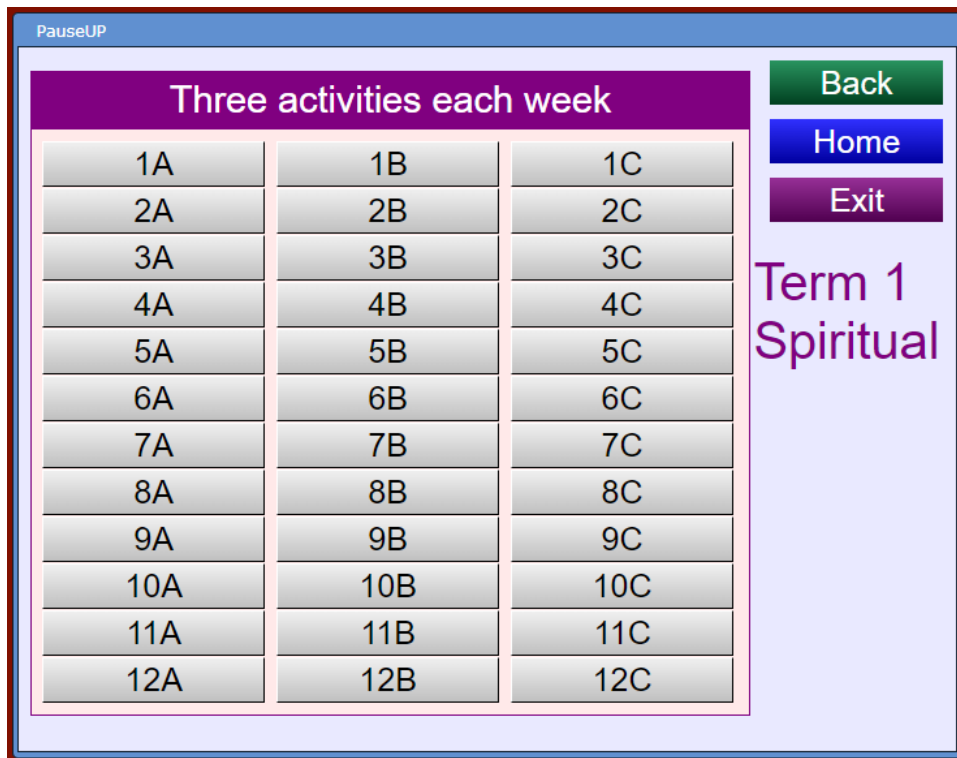 PauseUP
Three activities each week
1A 1B 1C
2A 2B 2C
3A 3B 3C
4A 4B 4C
5A 5B 5C
6A 6B 6C
7A 7B 7C
8A 8B 8C
9A 9B 9C
10A 10B 10C
11A 11B 11C
12A 12B 12C
Back
Home
Exit
Term 1
Spiritual